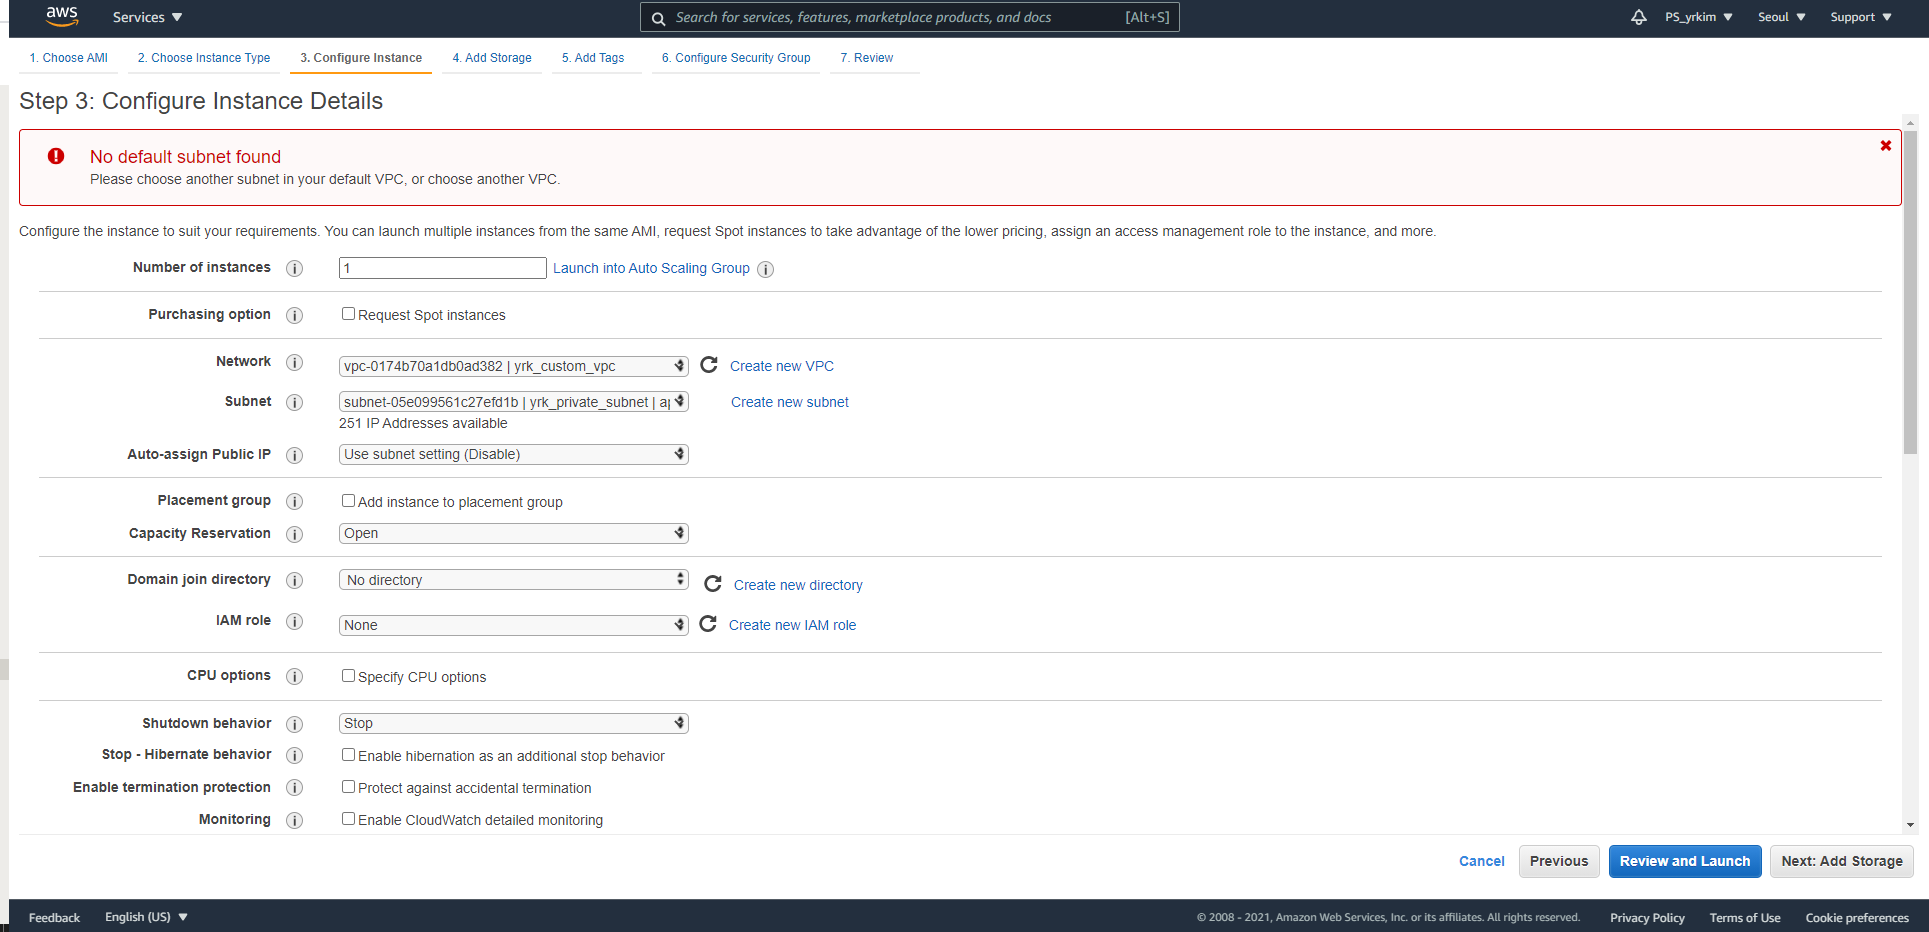 aws
Services
Search for services, features, marketplace products, and docs [Alt+S]
PS_yrkim
Seoul
Support
1. Choose AMI
2. Choose Instance Type
3. Configure Instance
4. Add Storage
5. Add Tags
6. Configure Security Group
7. Review
Step 3: Configure Instance Details
No default subnet found
Please choose another subnet in your default VPC, or choose another VPC.
Configure the instance to suit your requirements. You can launch multiple instances from the same AMI, request Spot instances to take advantage of the lower pricing, assign an access management role to the instance, and more.
Number of instances
1
Launch into Auto Scaling Group
Purchasing option
Request Spot instances
Network
vpc-0174b70a1db0ad382 | yrk_custom_vpc
Create new VPC
Subnet
subnet-05e099561c27efd1b | yrk_private_subnet |
Create new subnet
251 IP Addresses available
Auto-assign Public IP
Use subnet setting (Disable)
Placement group
Add instance to placement group
Capacity Reservation
Open
Domain join directory
No directory
Create new directory
IAM role
None
Create new IAM role
CPU options
Specify CPU options
Shutdown behavior
Stop
Stop - Hibernate behavior
Enable hibernation as an additional stop behavior
Enable termination protection
Protect against accidental termination
Monitoring
Enable CloudWatch detailed monitoring
Cancel
Previous
Review and Launch
Next: Add Storage
Feedback
English (US)
© 2008 - 2021, Amazon Web Services, Inc. or its affiliates. All rights reserved.
Privacy Policy
Terms of Use
Cookie preferences